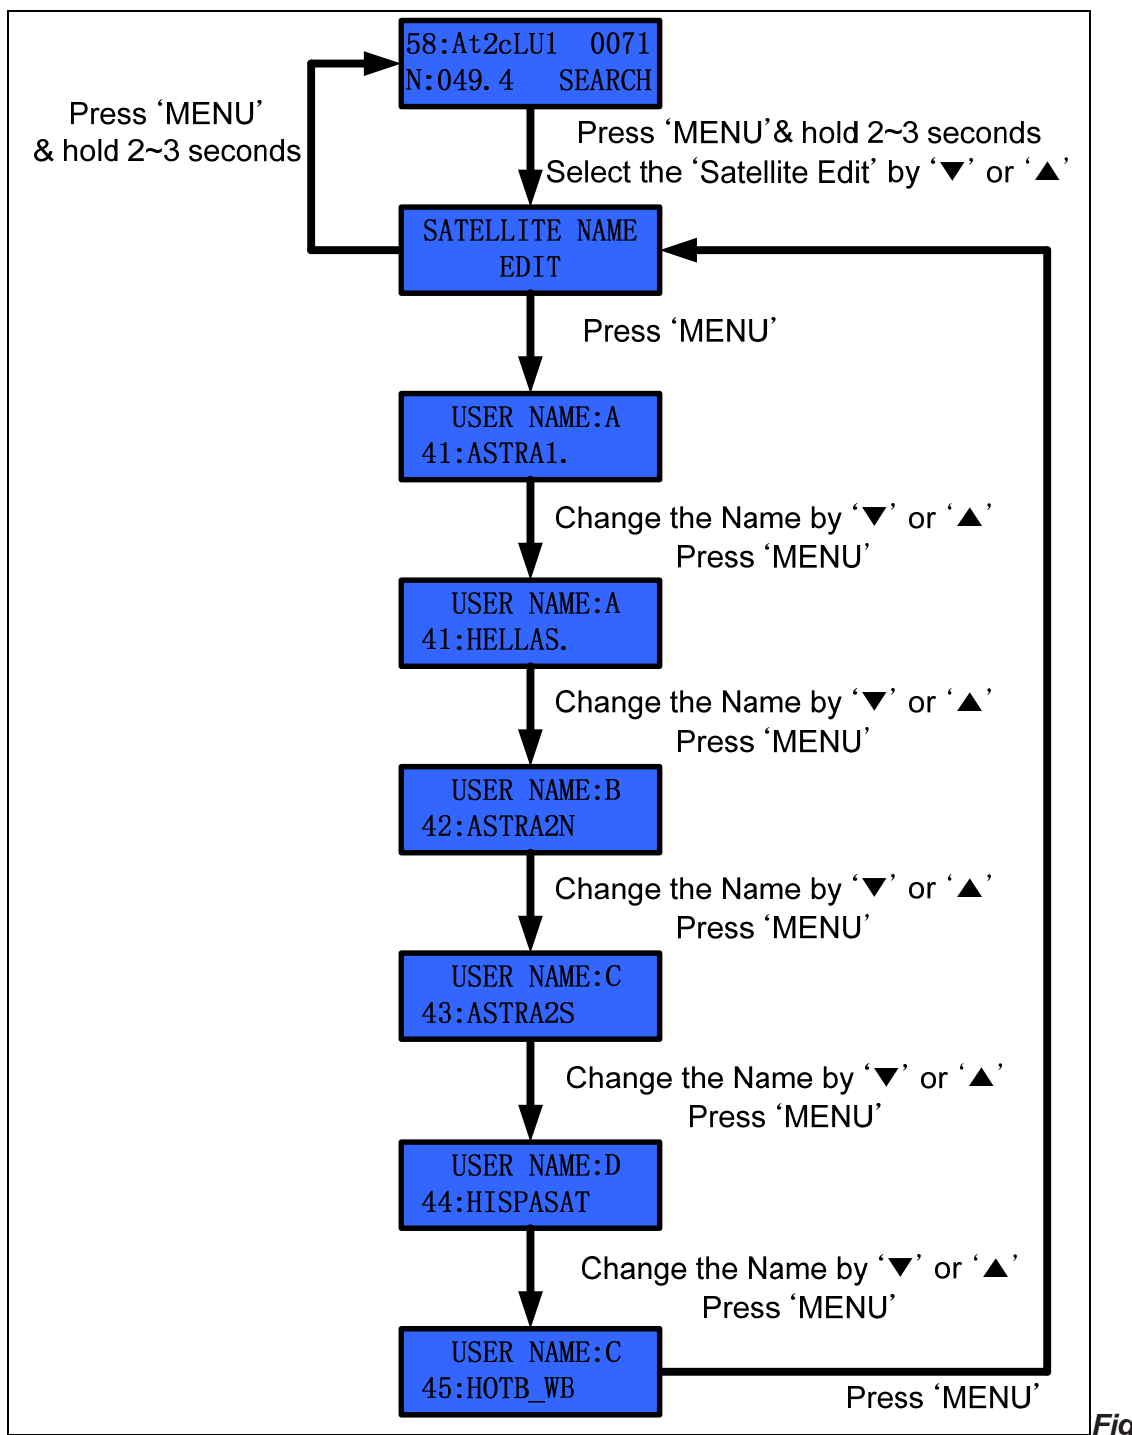 58:At2cLU1 0071
N:049.4 SEARCH
Press ‘MENU’
& hold 2~3 seconds
Press ‘MENU’& hold 2~3 seconds
Select the ‘Satellite Edit’ by ‘▼’ or ‘▲’
SATELLITE NAME
EDIT
Press ‘MENU’
USER NAME:A
41:ASTRA1.
Change the Name by ‘▼’ or ‘▲’
Press ‘MENU’
USER NAME:A
41:HELLAS.
Change the Name by ‘▼’ or ‘▲’
Press ‘MENU’
USER NAME:B
42:ASTRA2N
Change the Name by ‘▼’ or ‘▲’
Press ‘MENU’
USER NAME:C
43:ASTRA2S
Change the Name by ‘▼’ or ‘▲’
Press ‘MENU’
USER NAME:D
44:HISPASAT
Change the Name by ‘▼’ or ‘▲’
Press ‘MENU’
USER NAME:C
45:HOTB_WB
Press ‘MENU’
Fig